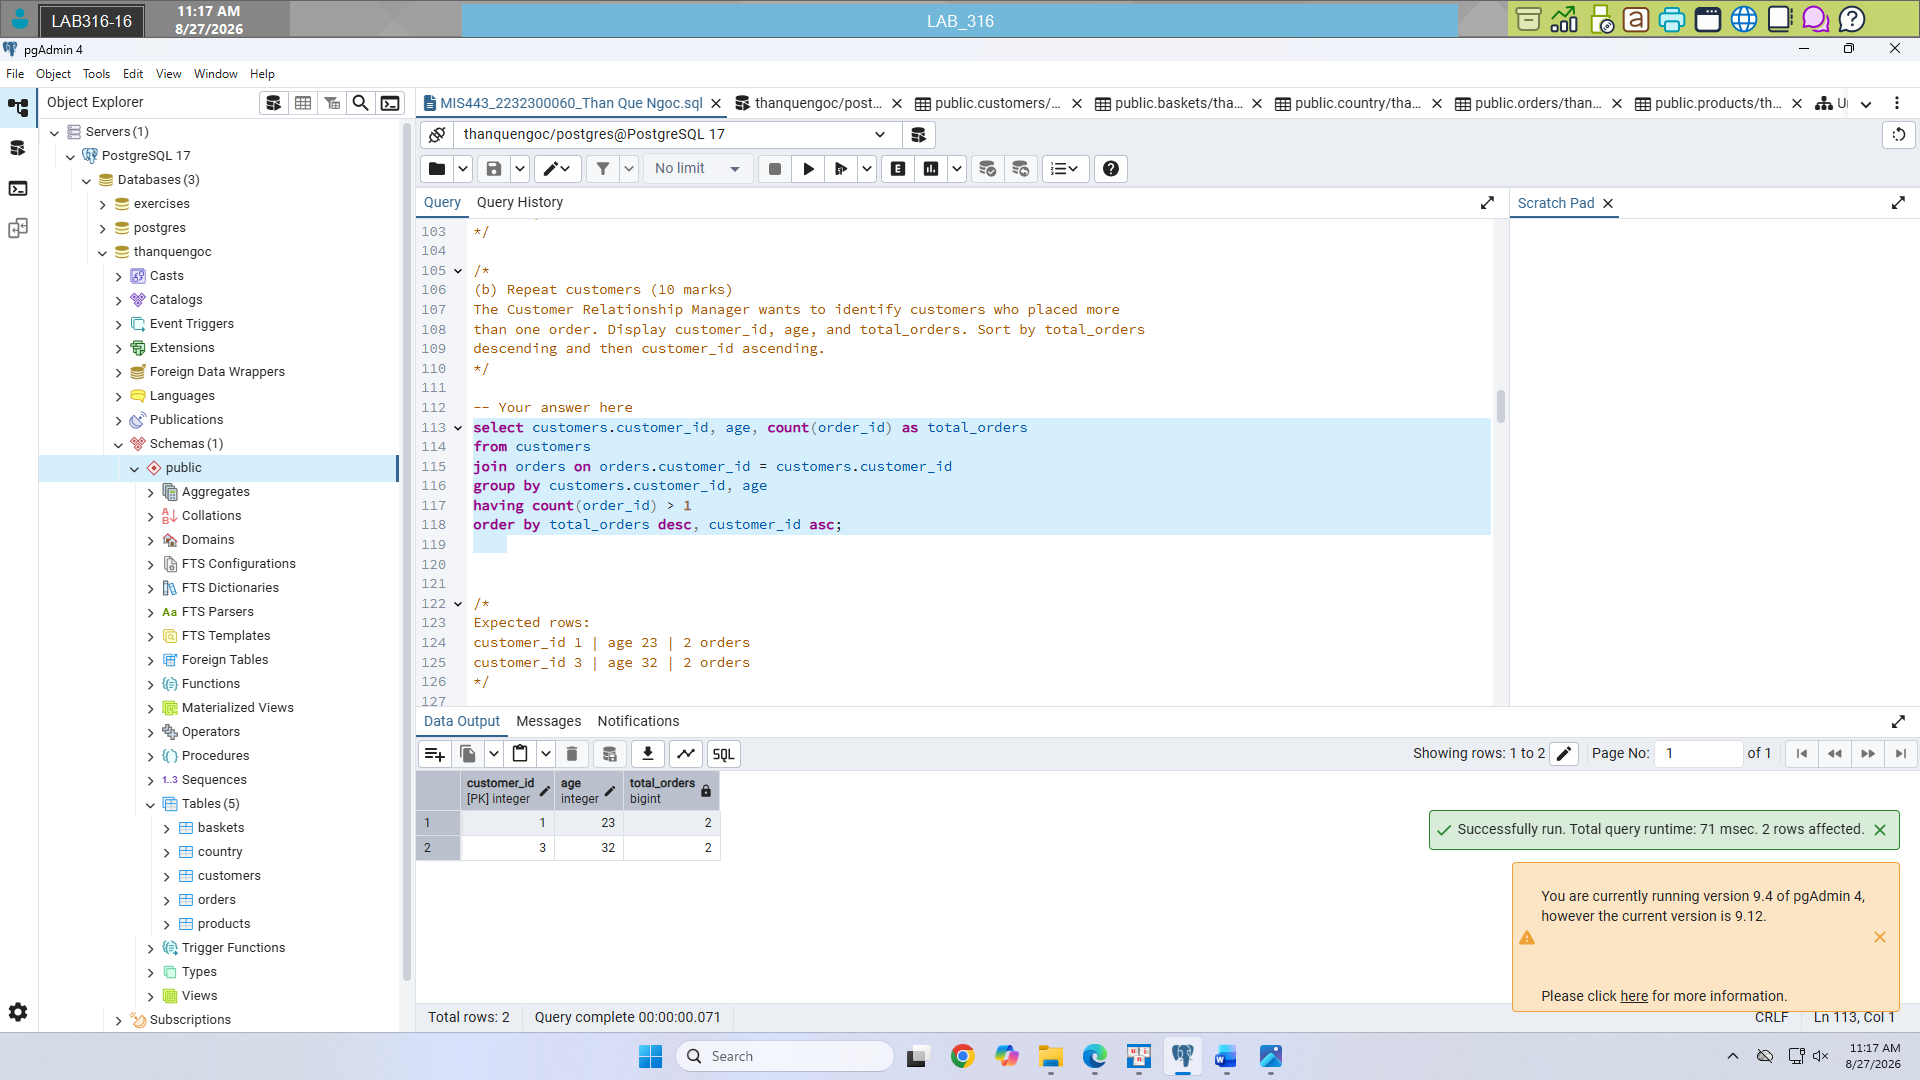 LAB316-16
11:17 AM
8/27/2026
LAB_316
pgAdmin 4
File Object Tools Edit View Window Help
Object Explorer
Servers (1)
PostgreSQL 17
Databases (3)
exercises
postgres
thanquengoc
Casts
Catalogs
Event Triggers
Extensions
Foreign Data Wrappers
Languages
Publications
Schemas (1)
public
Aggregates
Collations
Domains
FTS Configurations
FTS Dictionaries
FTS Parsers
FTS Templates
Foreign Tables
Functions
Materialized Views
Operators
Procedures
1..3 Sequences
Tables (5)
baskets
country
customers
orders
products
Trigger Functions
Types
Views
Subscriptions
MIS443_2232300060_Than Que Ngoc.sql
thanquengoc/post...
public.customers/...
public.baskets/tha...
public.country/tha...
public.orders/than...
public.products/th...
thanquengoc/postgres@PostgreSQL 17
No limit
Query Query History
Scratch Pad
103 */
104
105 /*
106 (b) Repeat customers (10 marks)
107 The Customer Relationship Manager wants to identify customers who placed more
108 than one order. Display customer_id, age, and total_orders. Sort by total_orders
109 descending and then customer_id ascending.
110 */
111
112 -- Your answer here
113 select customers.customer_id, age, count(order_id) as total_orders
114 from customers
115 join orders on orders.customer_id = customers.customer_id
116 group by customers.customer_id, age
117 having count(order_id) > 1
118 order by total_orders desc, customer_id asc;
119
120
121
122 /*
123 Expected rows:
124 customer_id 1 | age 23 | 2 orders
125 customer_id 3 | age 32 | 2 orders
126 */
127
Data Output Messages Notifications
SQL
Showing rows: 1 to 2
Page No: 1 of 1
customer_id age total_orders
[PK] integer integer bigint
1 1 23 2
2 3 32 2
Successfully run. Total query runtime: 71 msec. 2 rows affected.
You are currently running version 9.4 of pgAdmin 4,
however the current version is 9.12.
Please click here for more information.
Total rows: 2 Query complete 00:00:00.071
CRLF Ln 113, Col 1
Search
11:17 AM
8/27/2026